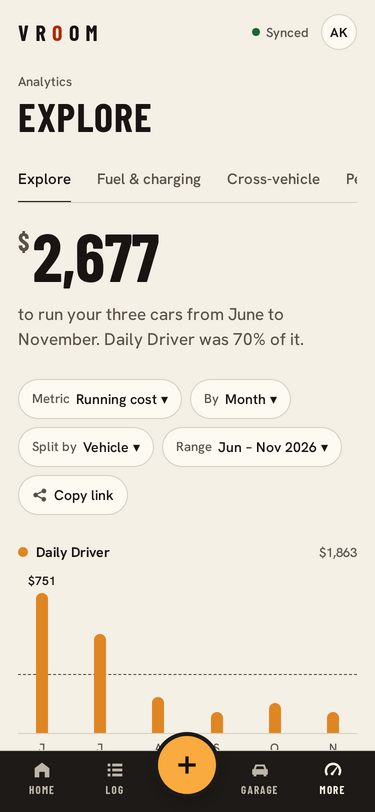 VROOM
Synced
AK
Analytics
EXPLORE
Explore Fuel & charging Cross-vehicle
$2,677
to run your three cars from June to
November. Daily Driver was 70% of it.
Metric Running cost ▾ By Month ▾
Split by Vehicle ▾ Range Jun – Nov 2026 ▾
Copy link
Daily Driver $1,863
$751
HOME LOG + GARAGE MORE